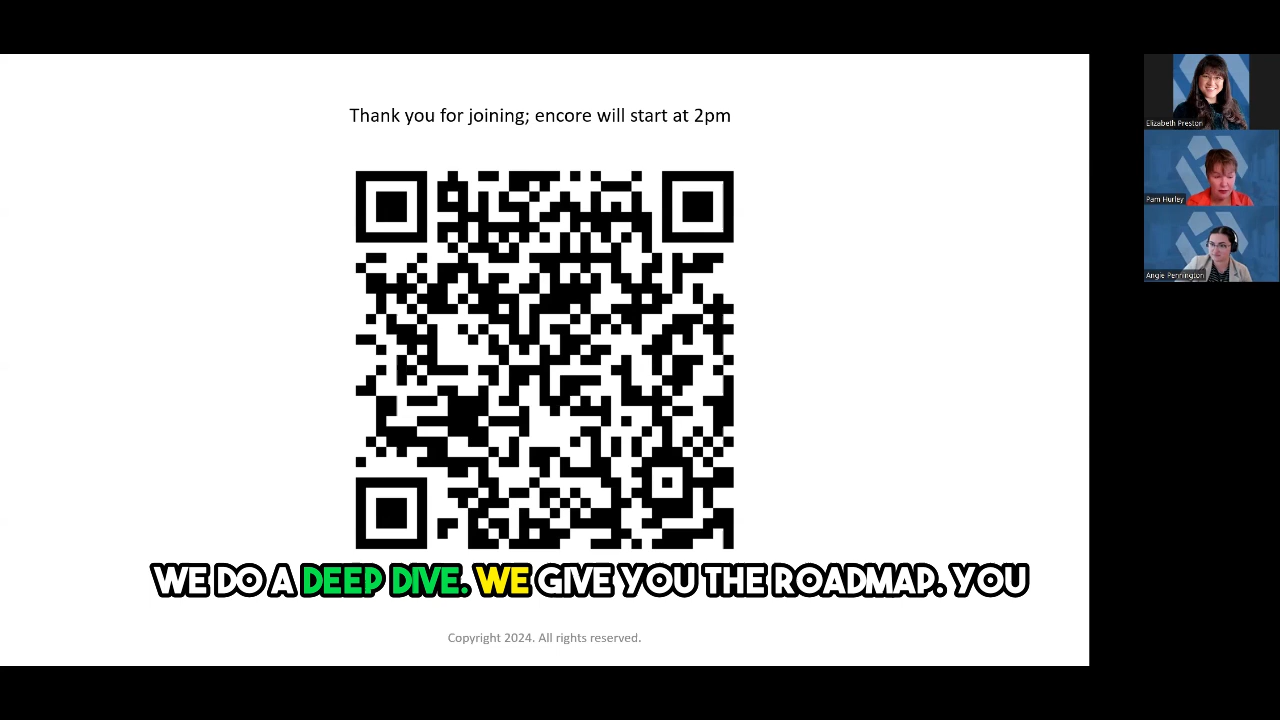 Thank you for joining; encore will start at 2pm
Elizabeth Preston
Pam Hurley
Angie Pennington
WE DO A DEEP DIVE. WE GIVE YOU THE ROADMAP. YOU
Copyright 2024. All rights reserved.